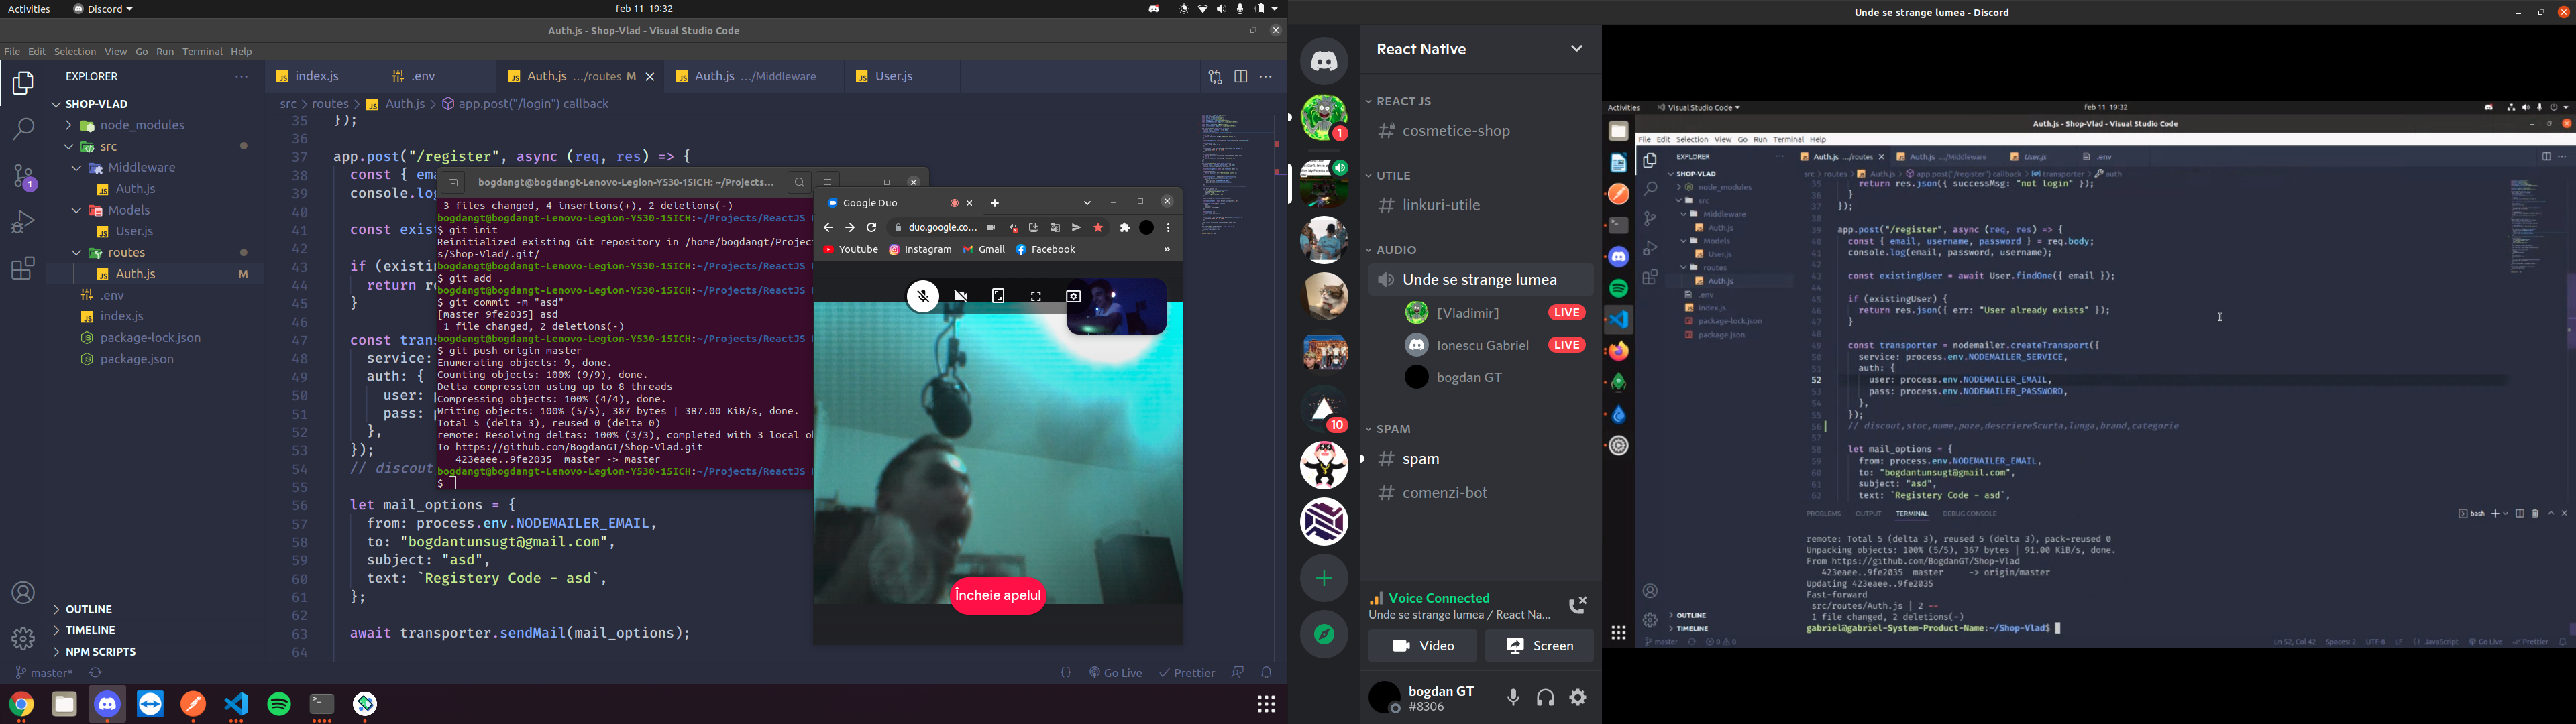 Activities
Discord
feb 11 19:32
Auth.js - Shop-Vlad - Visual Studio Code
File Edit Selection View Go Run Terminal Help
EXPLORER
SHOP-VLAD
node_modules
src
Middleware
Auth.js
Models
User.js
routes
Auth.js M
.env
index.js
package-lock.json
package.json
OUTLINE
TIMELINE
NPM SCRIPTS
1
index.js
.env
Auth.js .../routes M
Auth.js .../Middleware
User.js
src > routes > Auth.js > app.post("/login") callback
35 });
36
37 app.post("/register", async (req, res) => {
38 const { ema
39 console.log
40
41 const exis
42
43 if (existi
44 return re
45 }
46
47 const trans
48 service:
49 auth: {
50 user: p
51 pass: p
52 },
53 });
54 // discout
55
56 let mail_options = {
57 from: process.env.NODEMAILER_EMAIL,
58 to: "bogdantunsugt@gmail.com",
59 subject: "asd",
60 text: `Registery Code - asd`,
61 };
62
63 await transporter.sendMail(mail_options);
64
master*
Go Live
Prettier
bogdangt@bogdangt-Lenovo-Legion-Y530-15ICH: ~/Projects...
3 files changed, 4 insertions(+), 2 deletions(-)
bogdangt@bogdangt-Lenovo-Legion-Y530-15ICH:~/Projects/ReactJS
$ git init
Reinitialized existing Git repository in /home/bogdangt/Projec
s/Shop-Vlad/.git/
bogdangt@bogdangt-Lenovo-Legion-Y530-15ICH:~/Projects/ReactJS
$ git add .
bogdangt@bogdangt-Lenovo-Legion-Y530-15ICH:~/Projects/ReactJS
$ git commit -m "asd"
[master 9fe2035] asd
1 file changed, 2 deletions(-)
bogdangt@bogdangt-Lenovo-Legion-Y530-15ICH:~/Projects/ReactJS
$ git push origin master
Enumerating objects: 9, done.
Counting objects: 100% (9/9), done.
Delta compression using up to 8 threads
Compressing objects: 100% (4/4), done.
Writing objects: 100% (5/5), 387 bytes | 387.00 KiB/s, done.
Total 5 (delta 3), reused 0 (delta 0)
remote: Resolving deltas: 100% (3/3), completed with 3 local o
To https://github.com/BogdanGT/Shop-Vlad.git
423eaee..9fe2035 master -> master
bogdangt@bogdangt-Lenovo-Legion-Y530-15ICH:~/Projects/ReactJS
$
Google Duo
duo.google.co...
Youtube Instagram Gmail Facebook
Încheie apelul
Unde se strange lumea - Discord
1
10
React Native
REACT JS
cosmetice-shop
UTILE
linkuri-utile
AUDIO
Unde se strange lumea
[Vladimir] LIVE
Ionescu Gabriel LIVE
bogdan GT
SPAM
spam
comenzi-bot
Voice Connected
Unde se strange lumea / React Na...
Video Screen
bogdan GT
#8306
Activities
Visual Studio Code
feb 11 19:32
Auth.js - Shop-Vlad - Visual Studio Code
File Edit Selection View Go Run Terminal Help
EXPLORER
SHOP-VLAD
node_modules
src
Middleware
Auth.js
Models
User.js
routes
Auth.js
.env
index.js
package-lock.json
package.json
OUTLINE
TIMELINE
Auth.js .../routes
Auth.js .../Middleware
User.js
.env
src > routes > Auth.js > app.post("/register") callback > transporter > auth
35 return res.json({ successMsg: "not login" });
36 }
37 });
38
39 app.post("/register", async (req, res) => {
40 const { email, username, password } = req.body;
41 console.log(email, password, username);
42
43 const existingUser = await User.findOne({ email });
44
45 if (existingUser) {
46 return res.json({ err: "User already exists" });
47 }
48
49 const transporter = nodemailer.createTransport({
50 service: process.env.NODEMAILER_SERVICE,
51 auth: {
52 user: process.env.NODEMAILER_EMAIL,
53 pass: process.env.NODEMAILER_PASSWORD,
54 },
55 });
56 // discout,stoc,nume,poze,descriereScurta,lunga,brand,categorie
57
58 let mail_options = {
59 from: process.env.NODEMAILER_EMAIL,
60 to: "bogdantunsugt@gmail.com",
61 subject: "asd",
62 text: `Registery Code - asd`,
PROBLEMS OUTPUT TERMINAL DEBUG CONSOLE
bash
remote: Total 5 (delta 3), reused 5 (delta 3), pack-reused 0
Unpacking objects: 100% (5/5), 367 bytes | 91.00 KiB/s, done.
From https://github.com/BogdanGT/Shop-Vlad
423eaee..9fe2035 master -> origin/master
Updating 423eaee..9fe2035
Fast-forward
src/routes/Auth.js | 2 --
1 file changed, 2 deletions(-)
gabriel@gabriel-System-Product-Name:~/Shop-Vlad$
master
0 0
Ln 52, Col 42 Spaces: 2 UTF-8 LF JavaScript Go Live Prettier